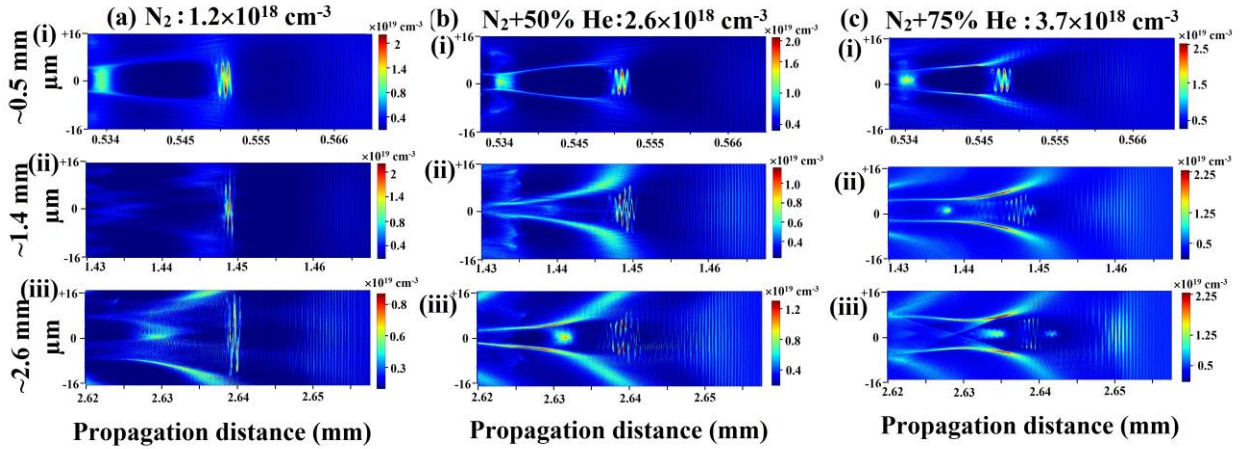 (a) N₂ : 1.2×10¹⁸ cm⁻³
(b) N₂+50% He:2.6×10¹⁸ cm⁻³
(c) N₂+75% He : 3.7×10¹⁸ cm⁻³
~0.5 mm
µm
(i)
+16
0
-16
0.534 0.545 0.555 0.566
×10¹⁹ cm⁻³
2
1.4
0.8
0.2
(i)
+16
0
-16
0.534 0.545 0.555 0.566
×10¹⁹ cm⁻³
2.0
1.6
1.2
0.8
0.4
(i)
+16
0
-16
0.534 0.545 0.555 0.566
×10¹⁹ cm⁻³
2.5
1.5
0.5
~1.4 mm
µm
(ii)
+16
0
-16
1.43 1.44 1.45 1.46
×10¹⁹ cm⁻³
2
1.6
1.2
0.8
0.4
(ii)
+16
0
-16
1.43 1.44 1.45 1.46
×10¹⁹ cm⁻³
1.0
0.8
0.6
0.4
(ii)
+16
0
-16
1.43 1.44 1.45 1.46
×10¹⁹ cm⁻³
2.25
1.25
0.5
~2.6 mm
µm
(iii)
+16
0
-16
2.62 2.63 2.64 2.65
×10¹⁹ cm⁻³
0.8
0.6
0.3
(iii)
+16
0
-16
2.62 2.63 2.64 2.65
×10¹⁹ cm⁻³
1.2
0.8
0.4
(iii)
+16
0
-16
2.62 2.63 2.64 2.65
×10¹⁹ cm⁻³
2.25
1.25
0.5
Propagation distance (mm)
Propagation distance (mm)
Propagation distance (mm)